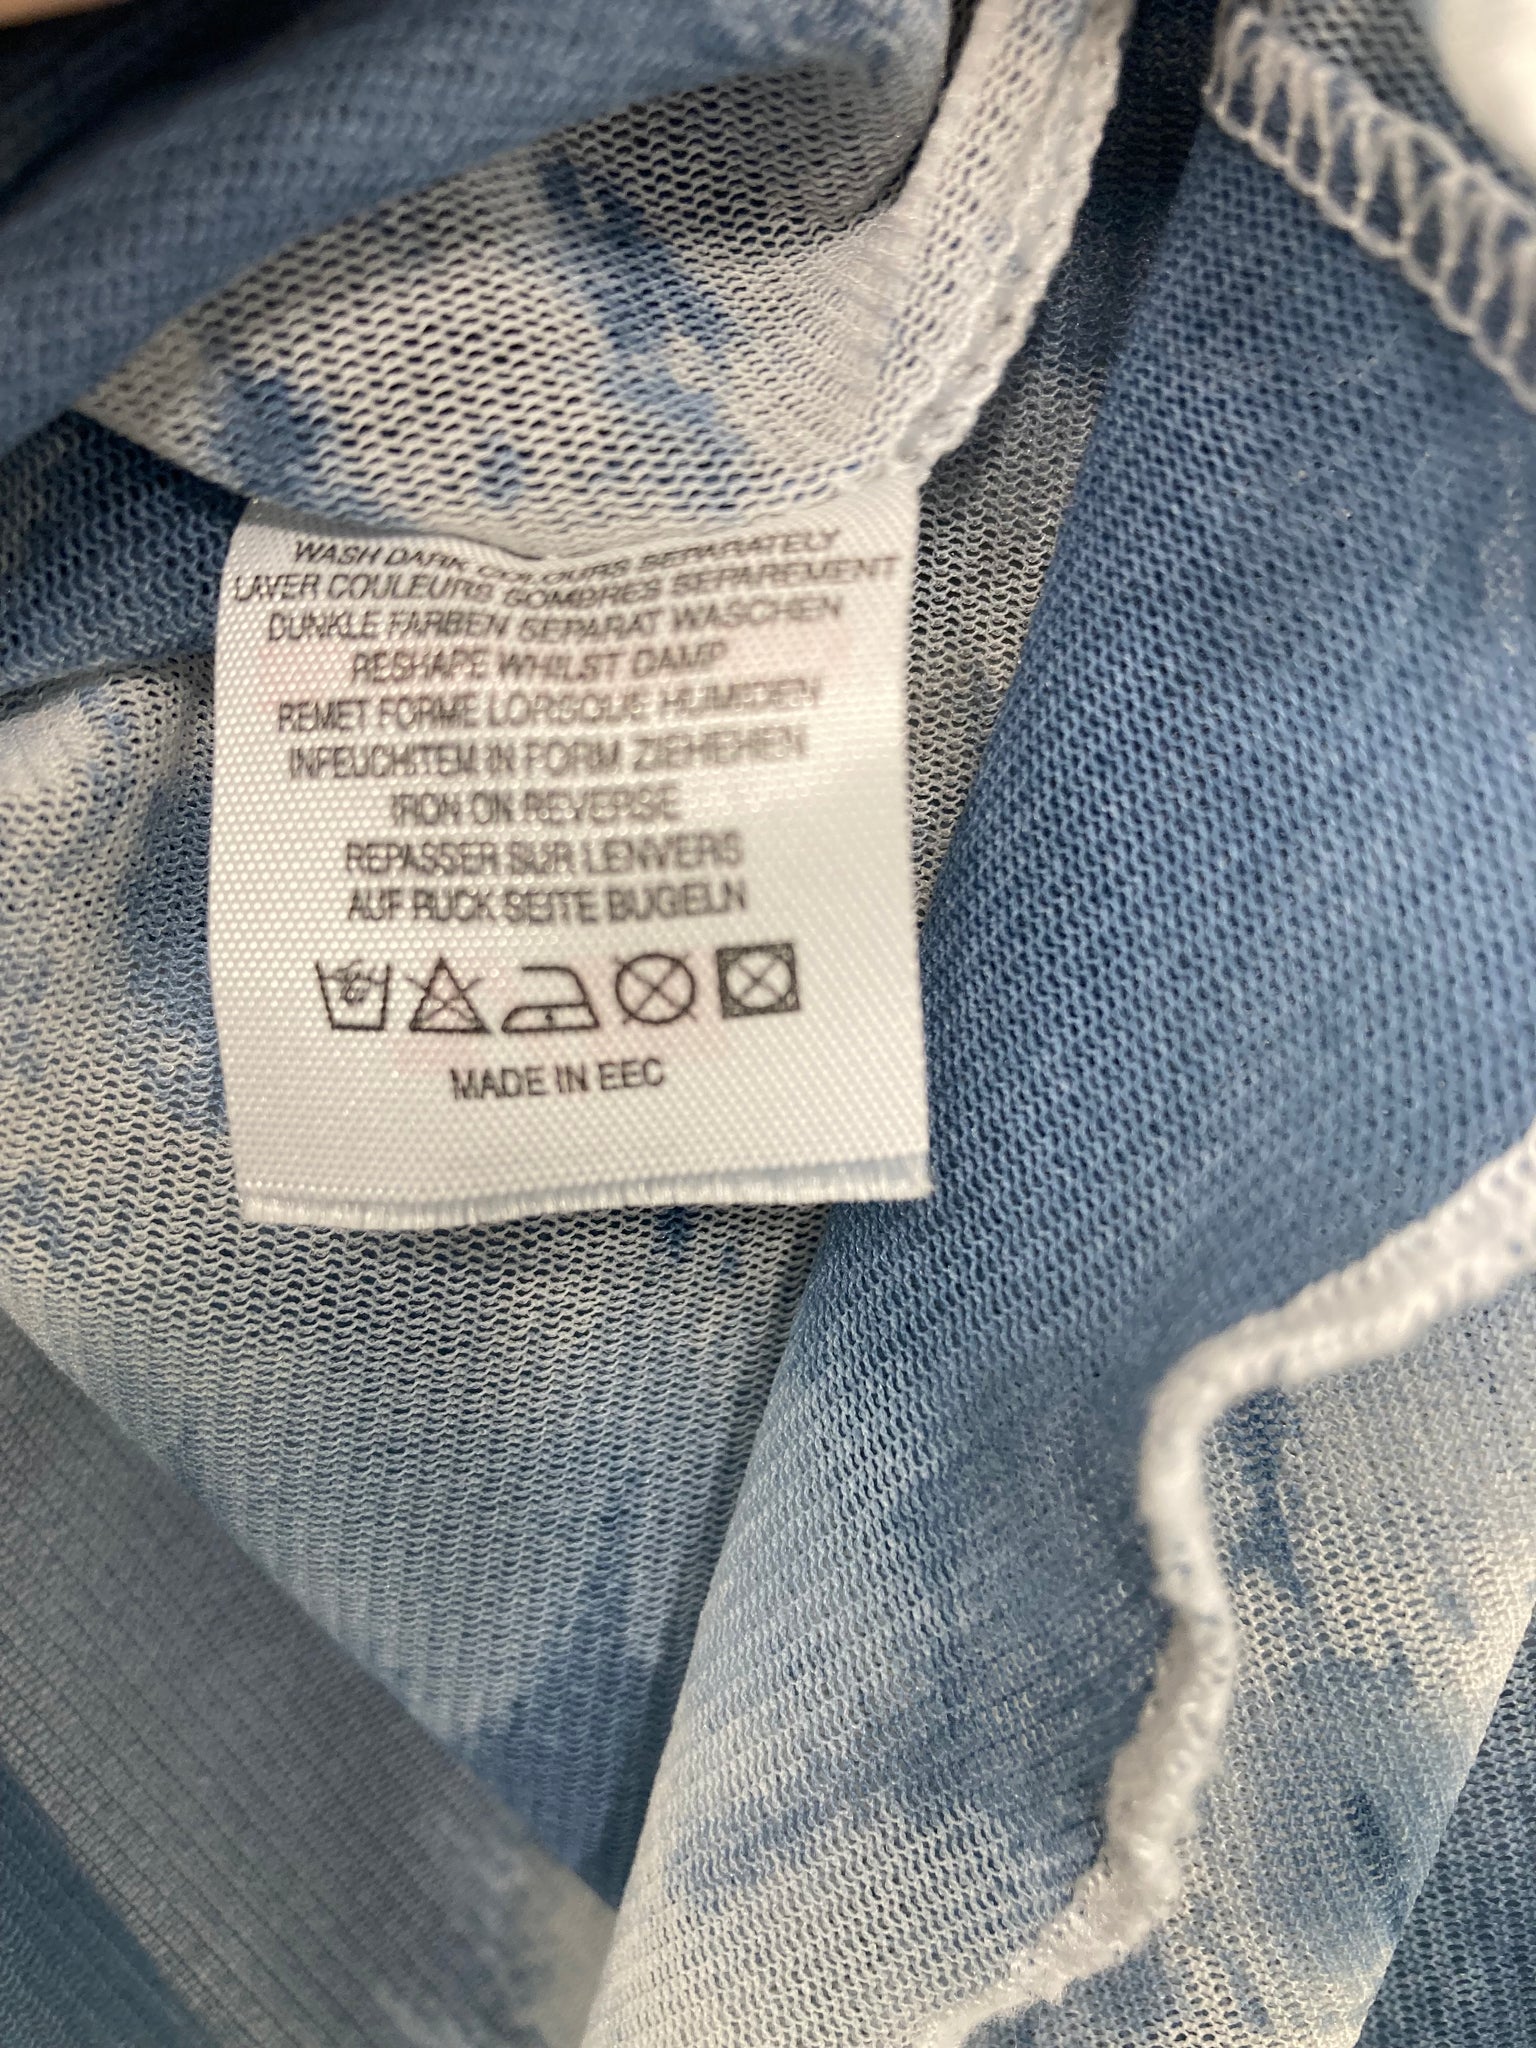 WASH DARK COLOURS SEPARATELY
LAVER COULEURS SOMBRES SEPAREMENT
DUNKLE FARBEN SEPARAT WASCHEN
RESHAPE WHILST DAMP
REMET FORME LORSQUE HUMIDEN
INFEUCHITEM IN FORM ZIEHEHEN
IRON ON REVERSE
REPASSER SUR LENVERS
AUF RUCK SEITE BUGELN
MADE IN EEC